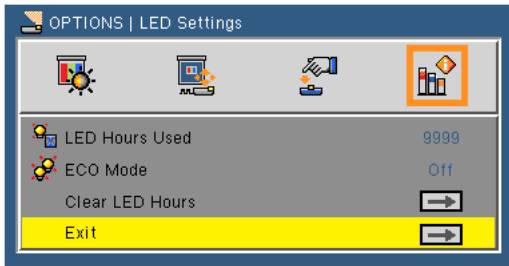 OPTIONS | LED Settings
LED Hours Used 9999
ECO Mode Off
Clear LED Hours
Exit